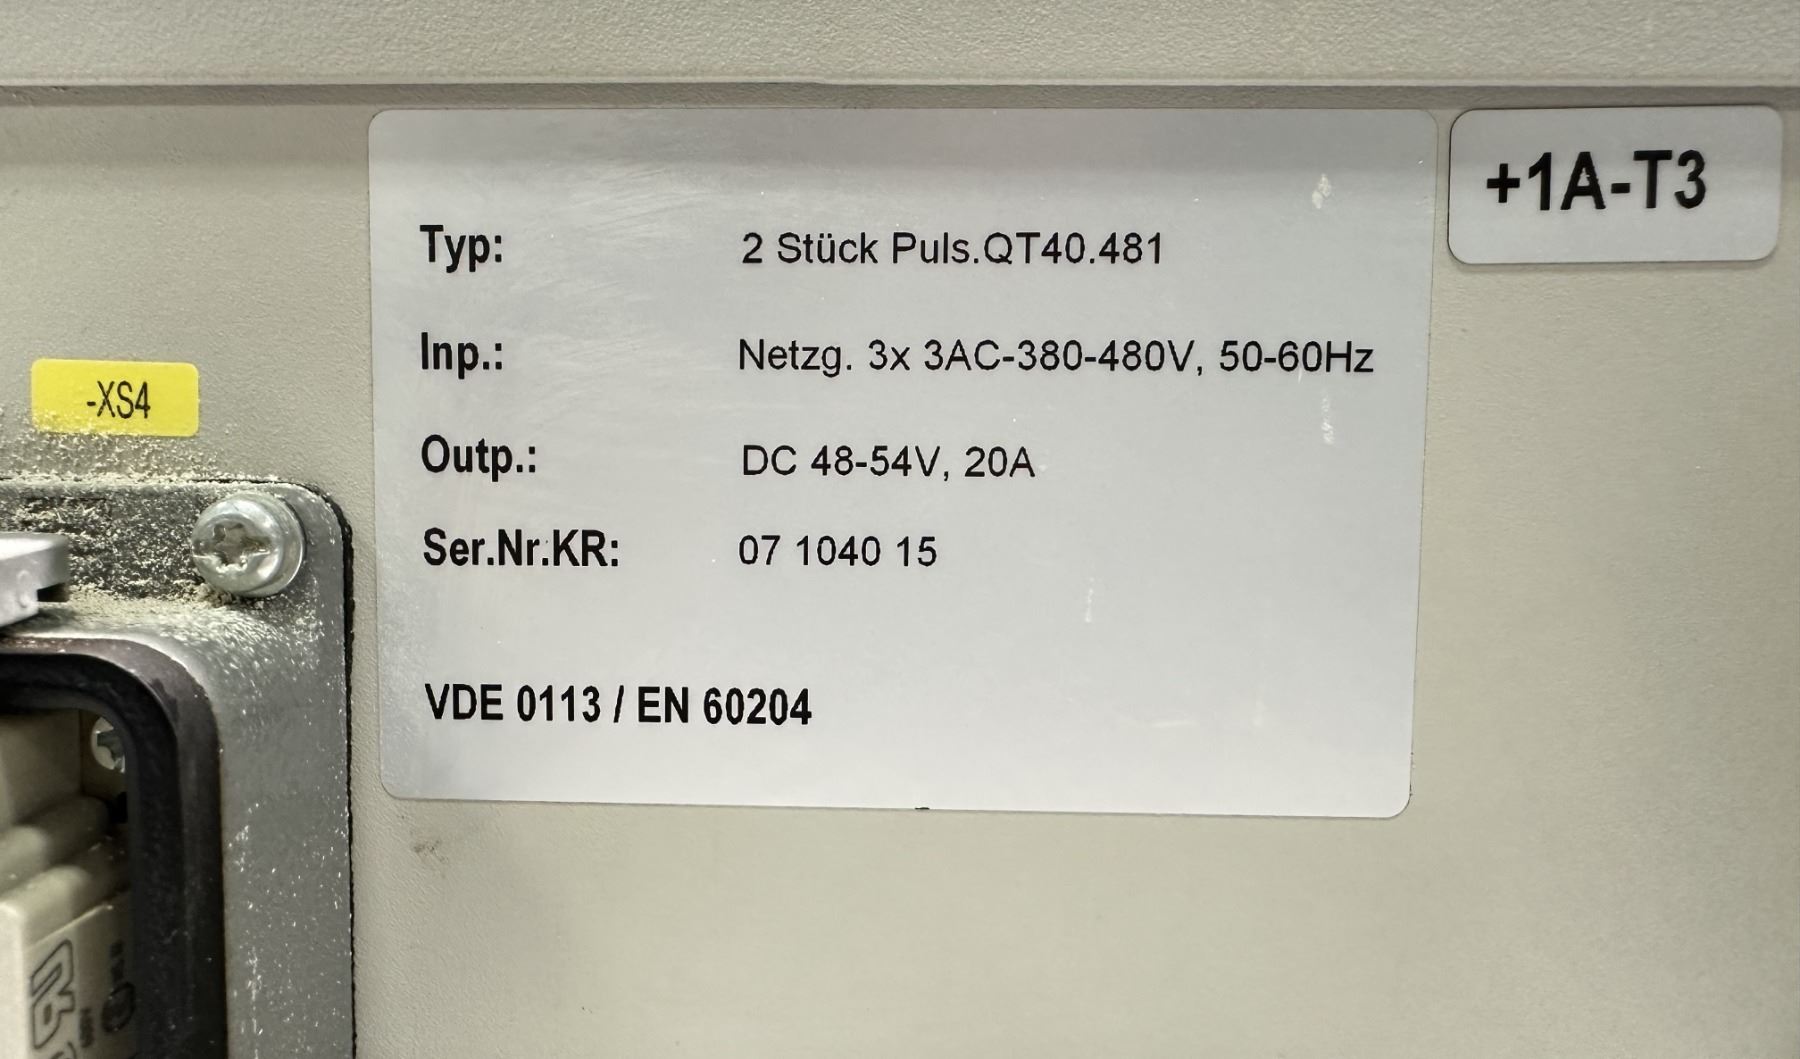 +1A-T3
Typ: 2 Stück Puls.QT40.481
Inp.: Netzg. 3x 3AC-380-480V, 50-60Hz
-XS4
Outp.: DC 48-54V, 20A
Ser.Nr.KR: 07 1040 15
VDE 0113 / EN 60204